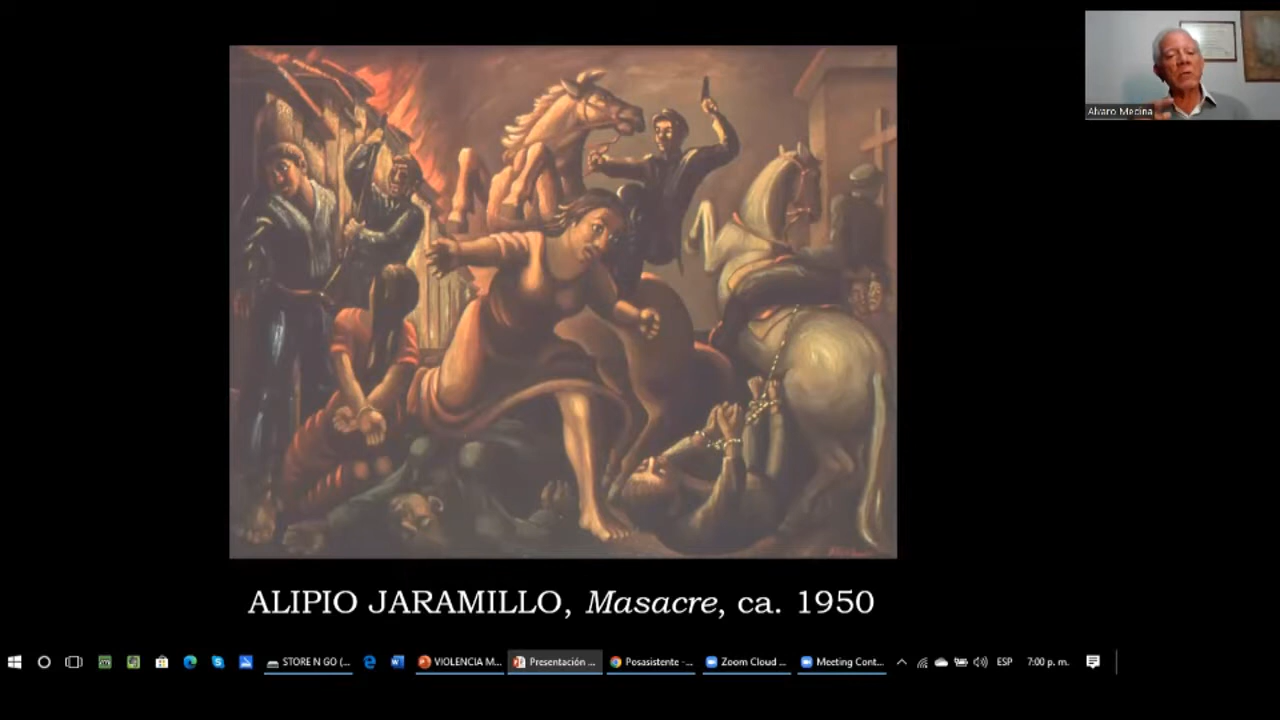 Alvaro Medina
ALIPIO JARAMILLO, Masacre, ca. 1950
STORE N GO (... VIOLENCIA M... Presentación ... Posasistente -... Zoom Cloud ... Meeting Cont... ESP 7:00 p. m.